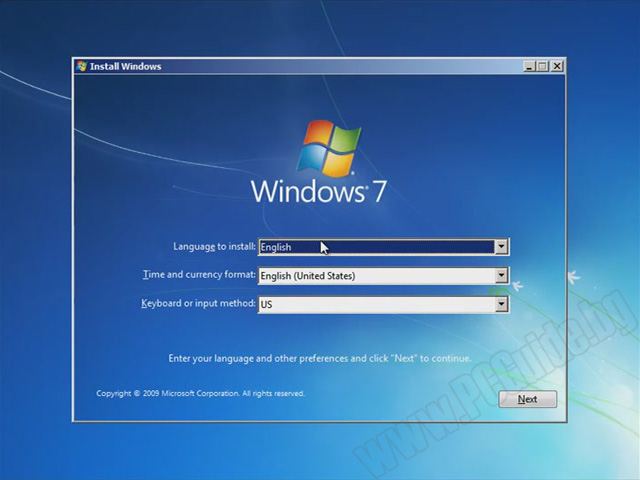 Install Windows
Windows 7
Language to install: English
Time and currency format: English (United States)
Keyboard or input method: US
Enter your language and other preferences and click "Next" to continue.
Copyright © 2009 Microsoft Corporation. All rights reserved.
Next
www.PCGuide.bg